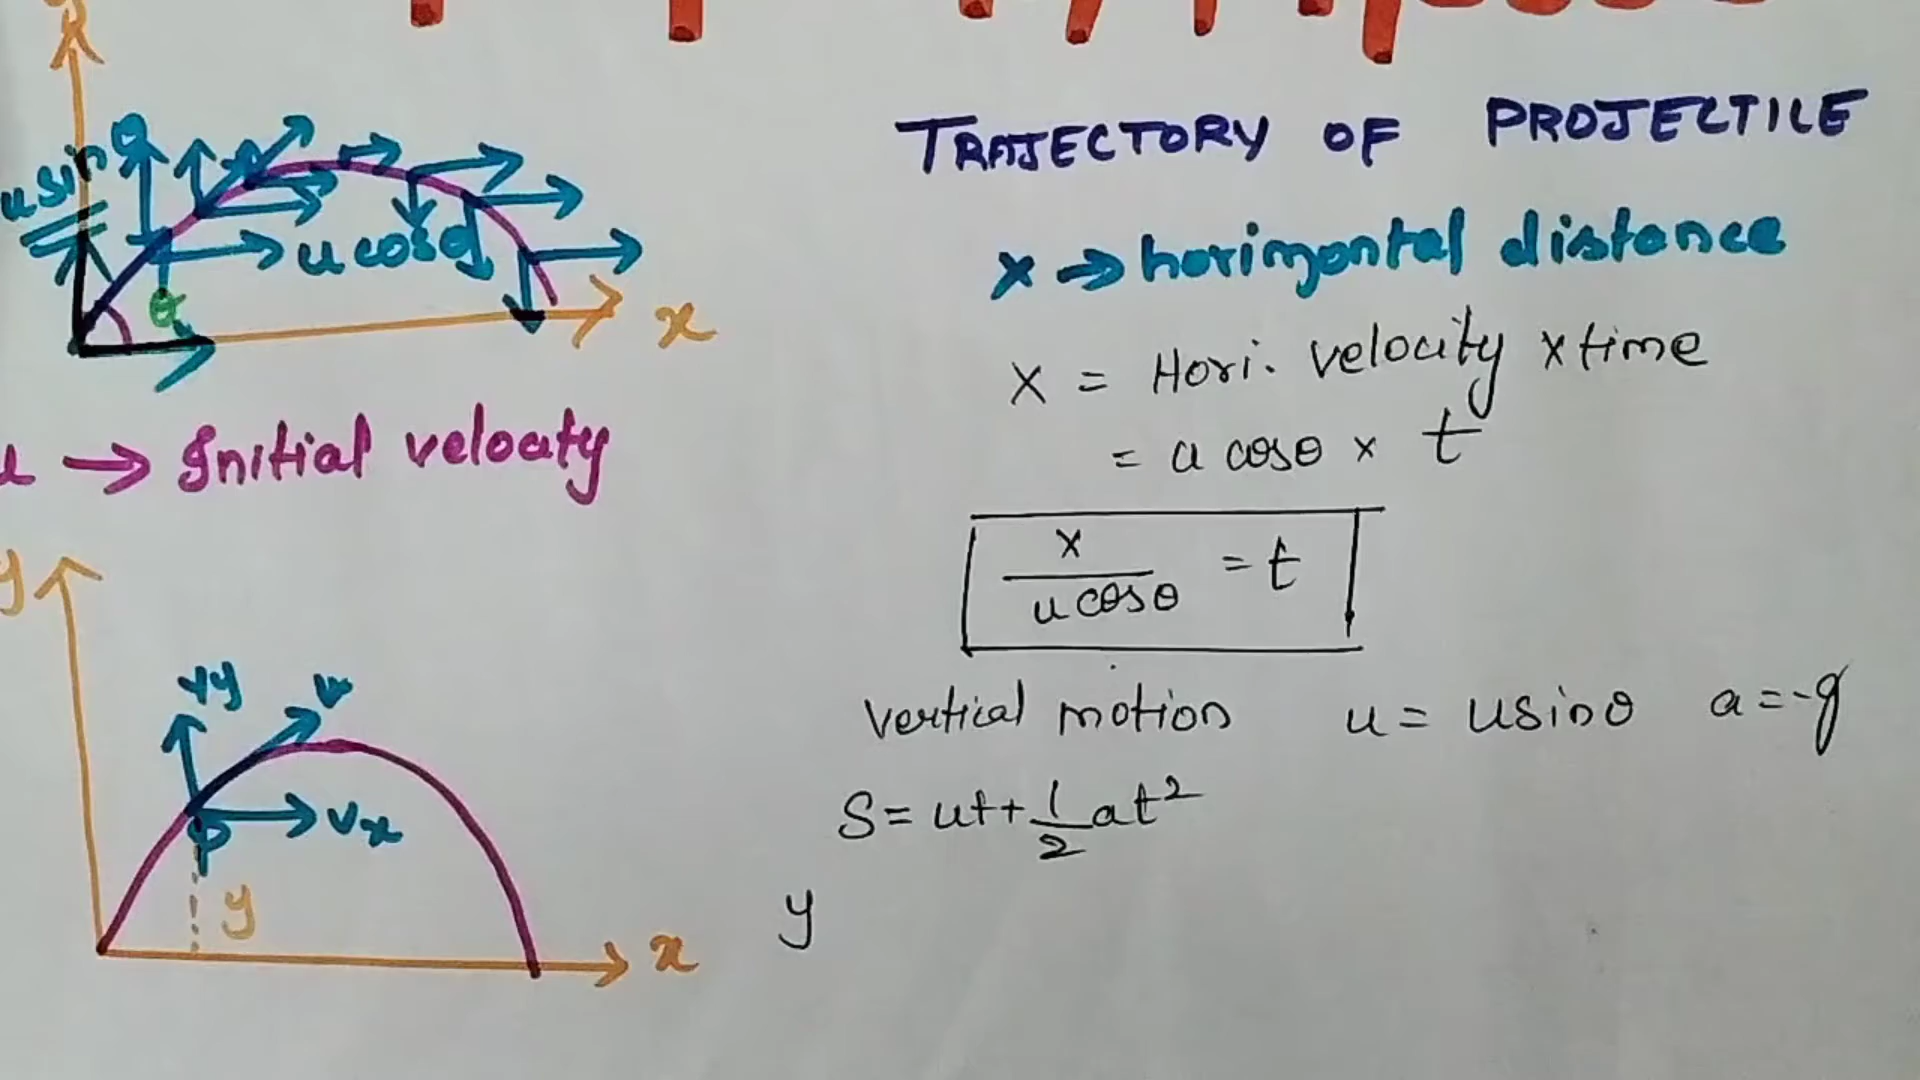 TRAJECTORY OF PROJECTILE
x → horizontal distance
x = Hori. velocity x time
= u cosθ x t
x / u cosθ = t
vertical motion u = usinθ a = -g
S = ut + 1/2 at²
y
u sinθ
u cosθ
θ
x
u → Initial velocity
y
vy
v
vx
P
y
x